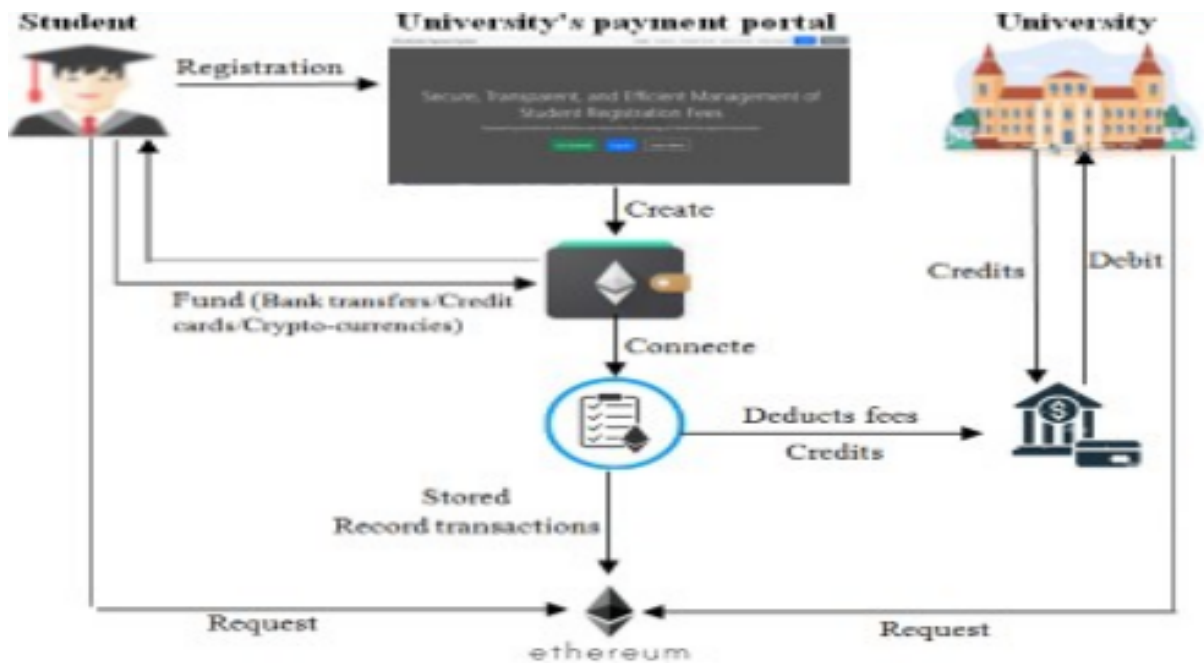 Student
University's payment portal
University
Registration
Secure, Transparent, and Efficient Management of
Student Registration Fees
Create
Credits
Debit
Fund (Bank transfers/Credit
cards/Crypto-currencies)
Connecte
Deducts fees
Credits
Stored
Record transactions
Request
Request
ethereum